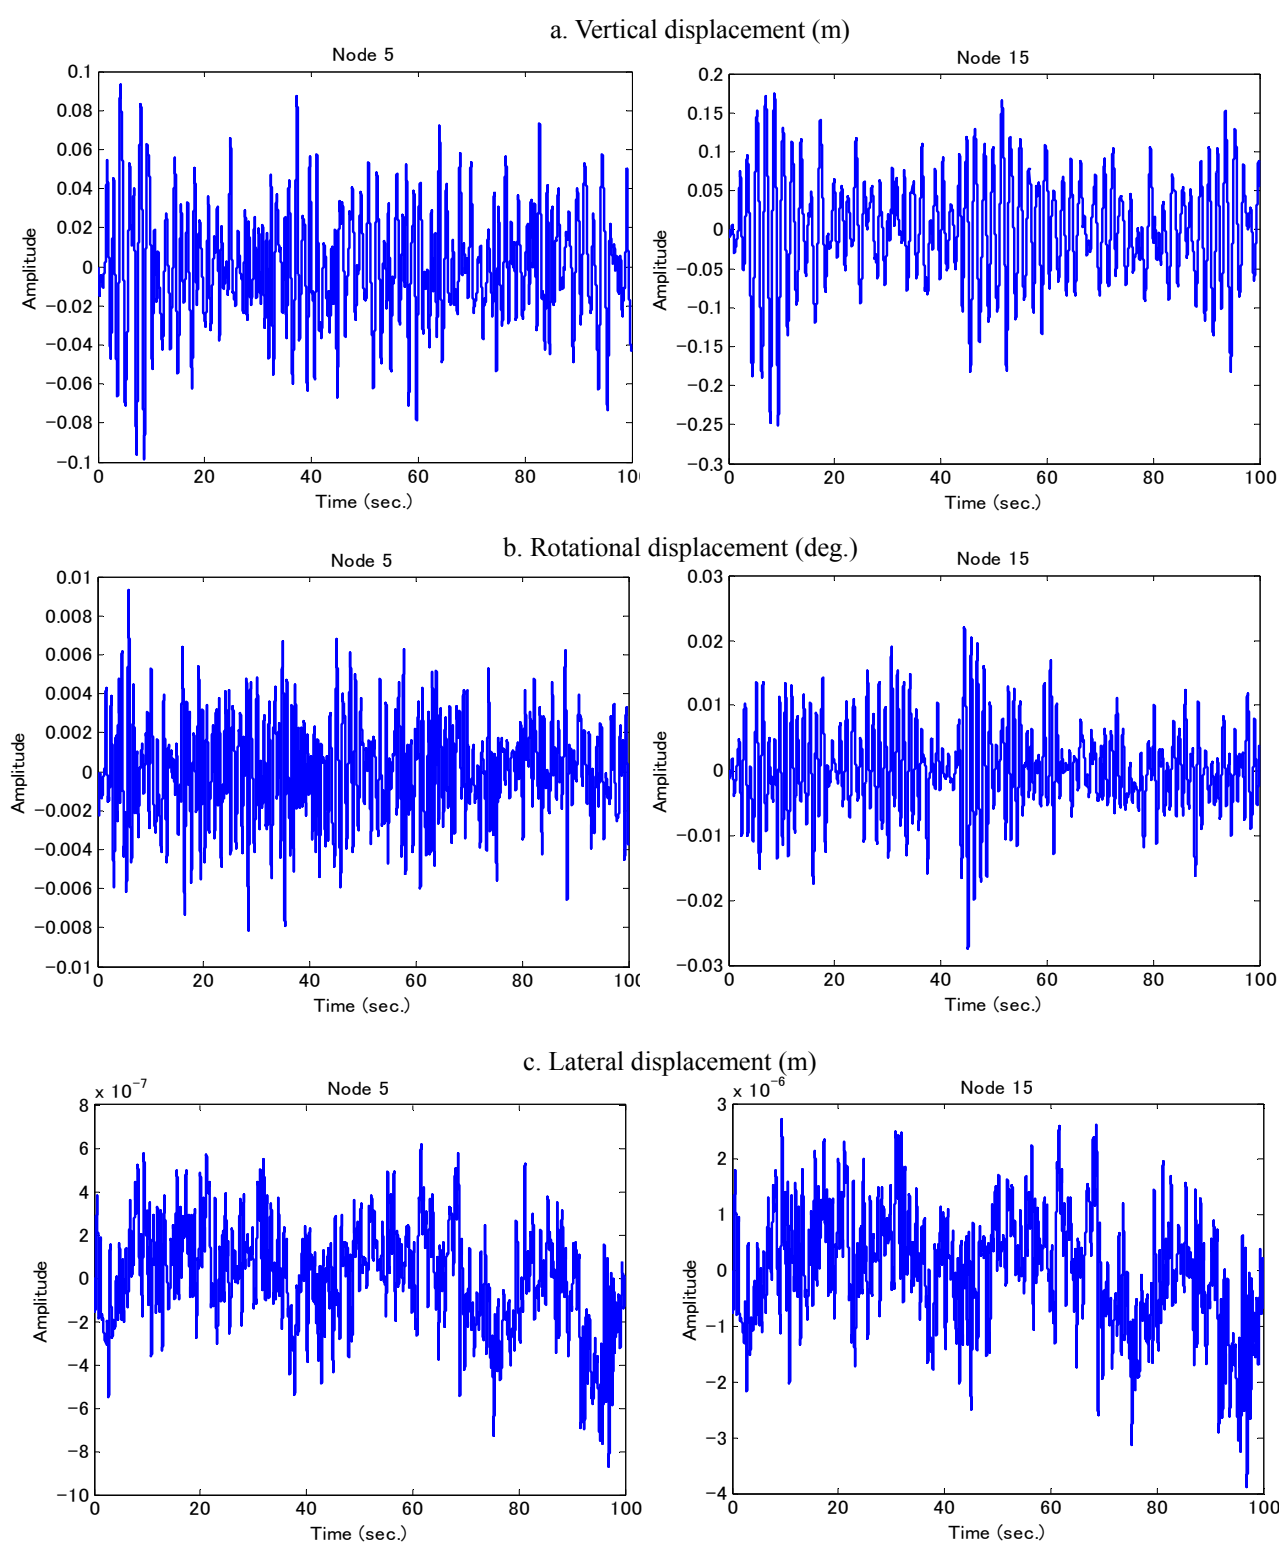 a. Vertical displacement (m)
Node 5
Node 15
0.1
0.08
0.06
0.04
0.02
0
−0.02
−0.04
−0.06
−0.08
−0.1
Amplitude
0 20 40 60 80 10
Time (sec.)
0.2
0.15
0.1
0.05
0
−0.05
−0.1
−0.15
−0.2
−0.25
−0.3
Amplitude
0 20 40 60 80 100
Time (sec.)
b. Rotational displacement (deg.)
Node 5
Node 15
0.01
0.008
0.006
0.004
0.002
0
−0.002
−0.004
−0.006
−0.008
−0.01
Amplitude
0 20 40 60 80 100
Time (sec.)
0.03
0.02
0.01
0
−0.01
−0.02
−0.03
Amplitude
0 20 40 60 80 100
Time (sec.)
c. Lateral displacement (m)
x 10−7
Node 5
x 10−6
Node 15
8
6
4
2
0
−2
−4
−6
−8
−10
Amplitude
0 20 40 60 80 100
Time (sec.)
3
2
1
0
−1
−2
−3
−4
Amplitude
0 20 40 60 80 100
Time (sec.)